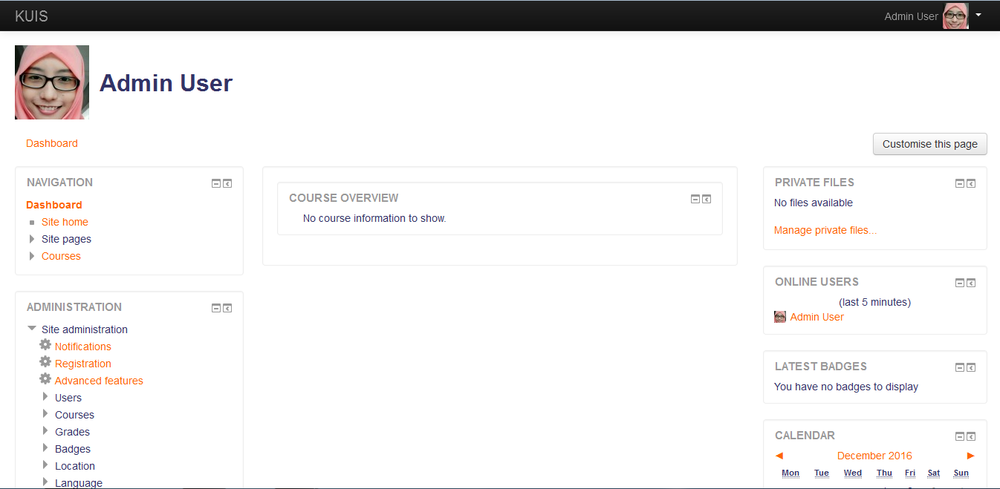 KUIS
Admin User
Admin User
Dashboard
Customise this page
NAVIGATION
Dashboard
Site home
Site pages
Courses
ADMINISTRATION
Site administration
Notifications
Registration
Advanced features
Users
Courses
Grades
Badges
Location
Language
COURSE OVERVIEW
No course information to show.
PRIVATE FILES
No files available
Manage private files...
ONLINE USERS
(last 5 minutes)
Admin User
LATEST BADGES
You have no badges to display
CALENDAR
December 2016
Mon Tue Wed Thu Fri Sat Sun